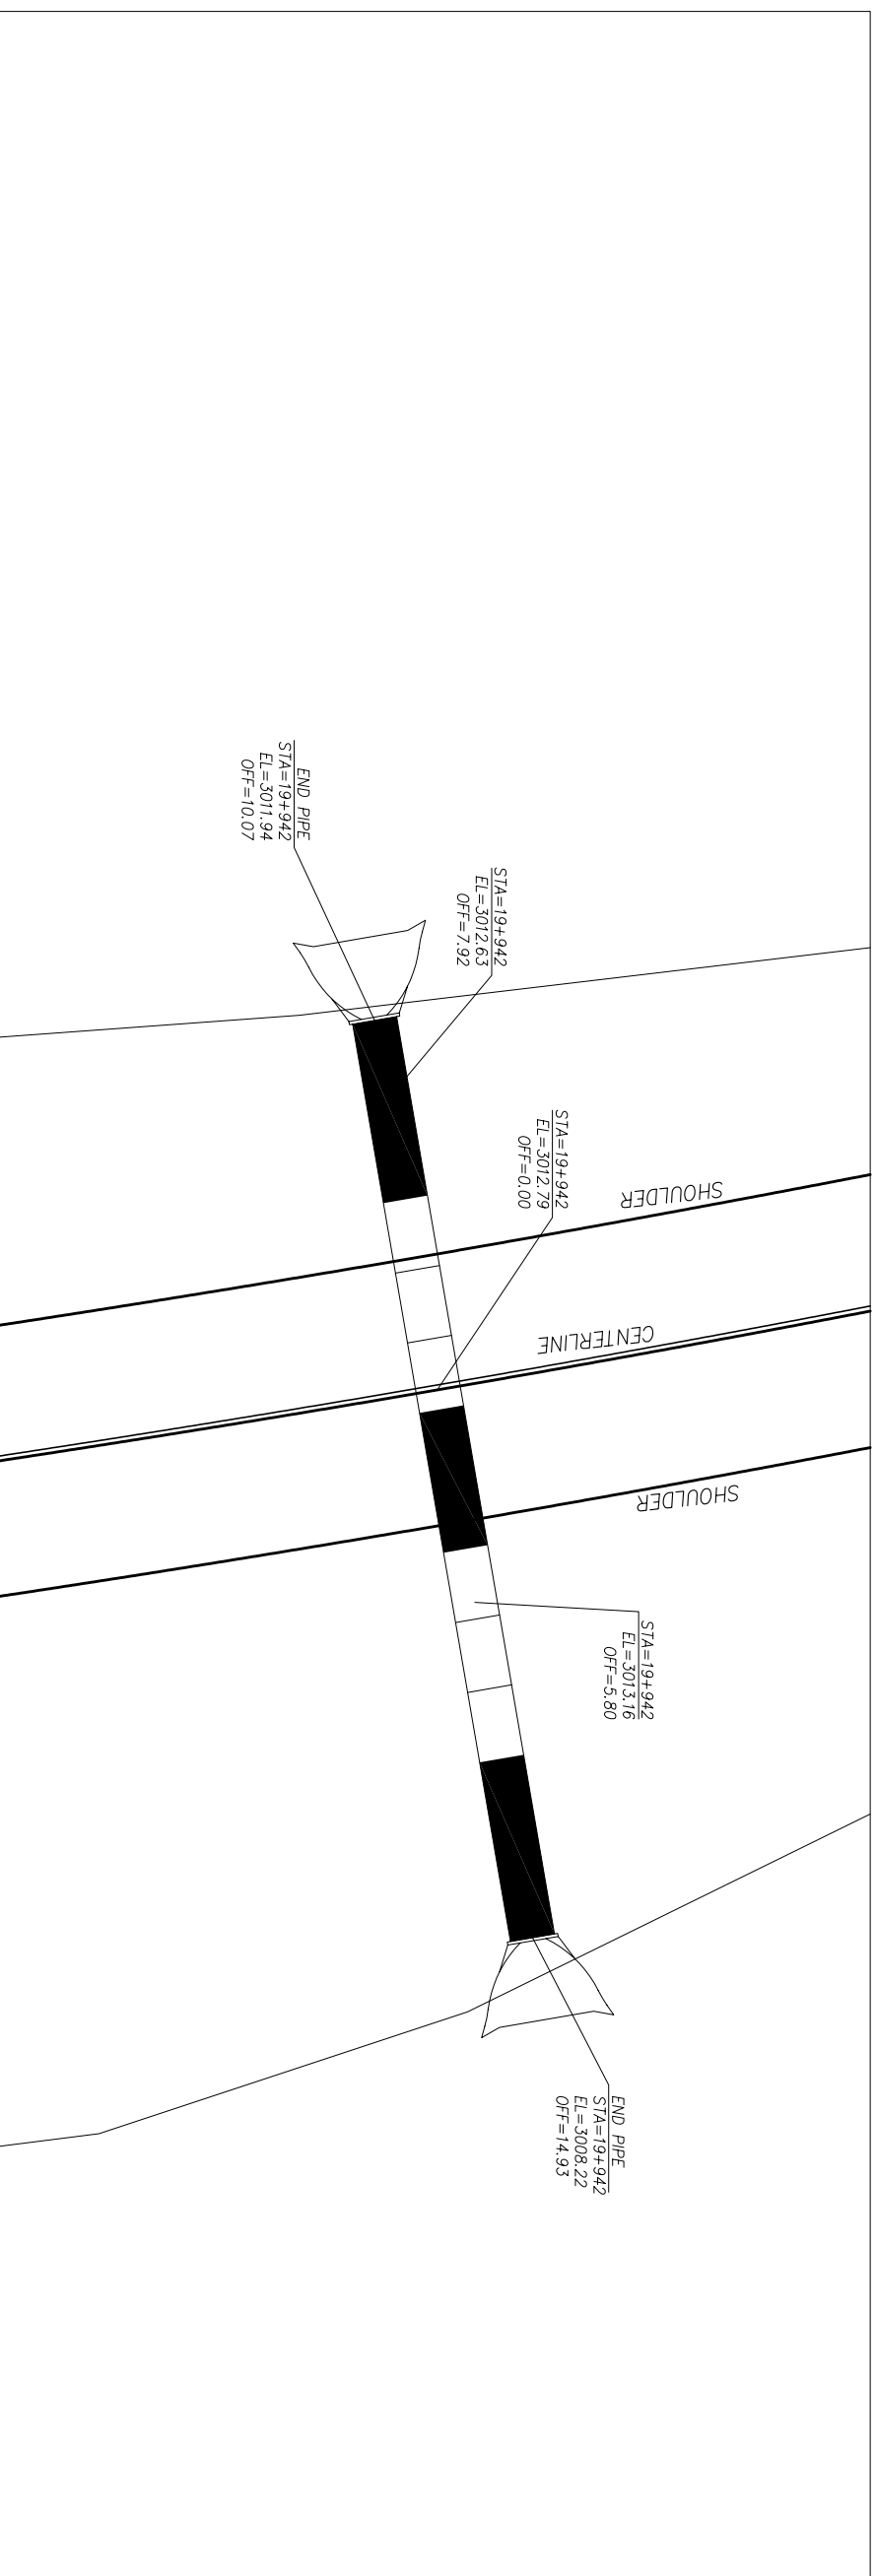 END PIPE
STA=19+942
EL=3011.94
OFF=10.07
STA=19+942
EL=3012.63
OFF=7.92
STA=19+942
EL=3012.79
OFF=0.00
SHOULDER
CENTERLINE
SHOULDER
STA=19+942
EL=3013.16
OFF=5.80
END PIPE
STA=19+942
EL=3008.22
OFF=14.93